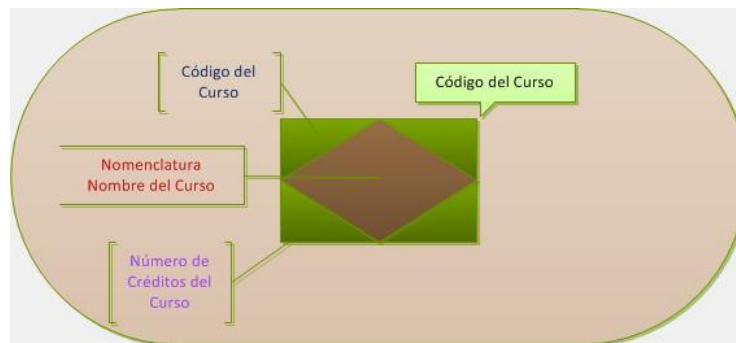 Código del
Curso
Código del Curso
Nomenclatura
Nombre del Curso
Número de
Créditos del
Curso